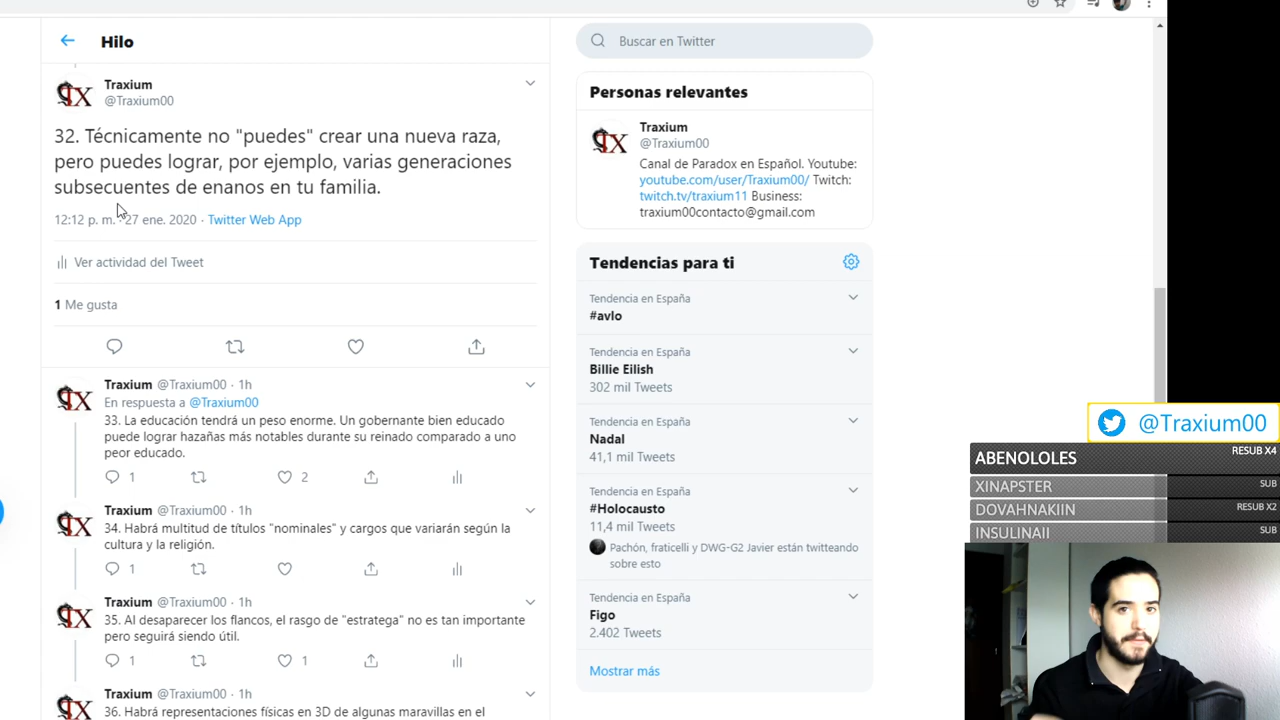 Hilo
Traxium
@Traxium00
32. Técnicamente no "puedes" crear una nueva raza,
pero puedes lograr, por ejemplo, varias generaciones
subsecuentes de enanos en tu familia.
12:12 p. m. · 27 ene. 2020 · Twitter Web App
Ver actividad del Tweet
1 Me gusta
Traxium @Traxium00 · 1h
En respuesta a @Traxium00
33. La educación tendrá un peso enorme. Un gobernante bien educado
puede lograr hazañas más notables durante su reinado comparado a uno
peor educado.
1 2
Traxium @Traxium00 · 1h
34. Habrá multitud de títulos "nominales" y cargos que variarán según la
cultura y la religión.
1
Traxium @Traxium00 · 1h
35. Al desaparecer los flancos, el rasgo de "estratega" no es tan importante
pero seguirá siendo útil.
1 1
Traxium @Traxium00 · 1h
36. Habrá representaciones físicas en 3D de algunas maravillas en el
Buscar en Twitter
Personas relevantes
Traxium
@Traxium00
Canal de Paradox en Español. Youtube:
youtube.com/user/Traxium00/ Twitch:
twitch.tv/traxium11 Business:
traxium00contacto@gmail.com
Tendencias para ti
Tendencia en España
#avlo
Tendencia en España
Billie Eilish
302 mil Tweets
Tendencia en España
Nadal
41,1 mil Tweets
Tendencia en España
#Holocausto
11,4 mil Tweets
Pachón, fraticelli y DWG-G2 Javier están twitteando
sobre esto
Tendencia en España
Figo
2.402 Tweets
Mostrar más
@Traxium00
ABENOLOLES RESUB X4
XINAPSTER SUB
DOVAHNAKIIN RESUB X2
INSULINAII SUB